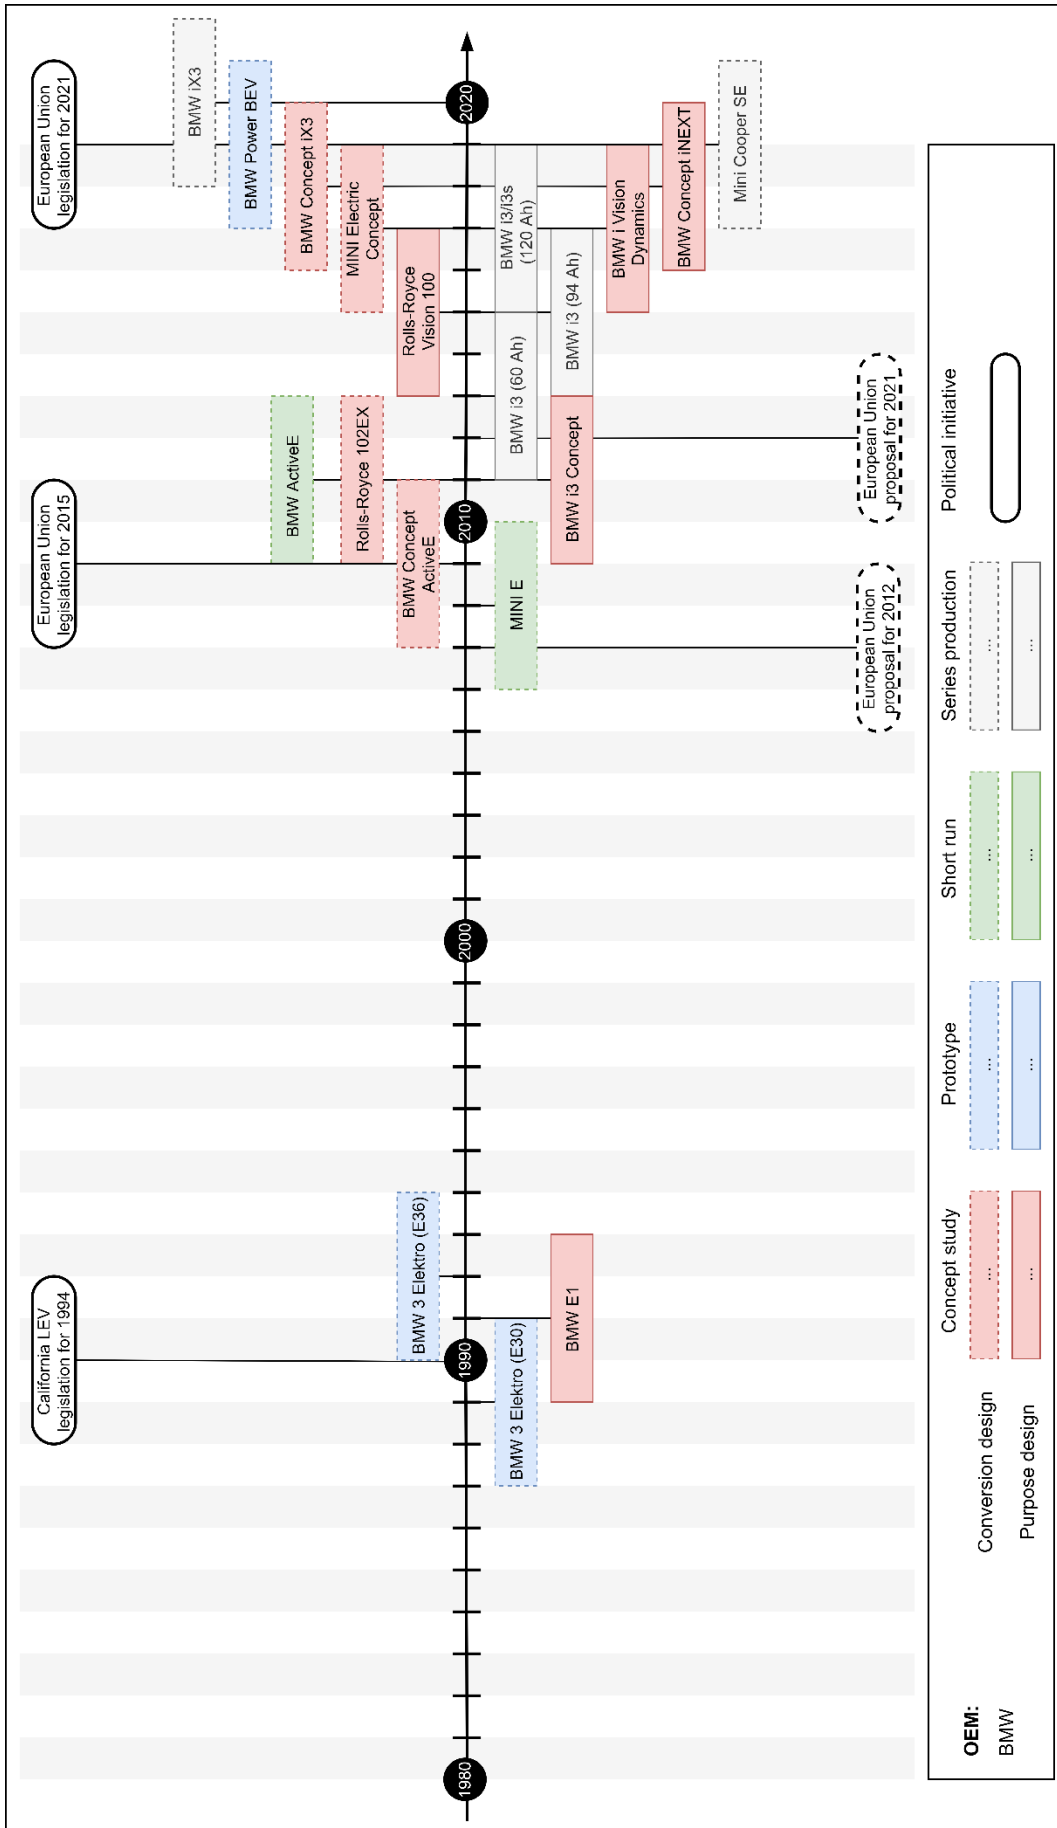 California LEV
legislation for 1994
European Union
legislation for 2015
European Union
legislation for 2021
BMW iX3
BMW Power BEV
BMW ActiveE
BMW Concept iX3
Rolls-Royce 102EX
MINI Electric
Concept
BMW 3 Elektro (E36)
BMW Concept
ActiveE
Rolls-Royce
Vision 100
1980
1990
2000
2010
2020
BMW 3 Elektro (E30)
MINI E
BMW i3 (60 Ah)
BMW i3/i3s
(120 Ah)
BMW E1
BMW i3 Concept
BMW i3 (94 Ah)
BMW i Vision
Dynamics
BMW Concept iNEXT
Mini Cooper SE
European Union
proposal for 2012
European Union
proposal for 2021
OEM:
BMW
Concept study
Prototype
Short run
Series production
Political initiative
Conversion design
...
...
...
...
Purpose design
...
...
...
...